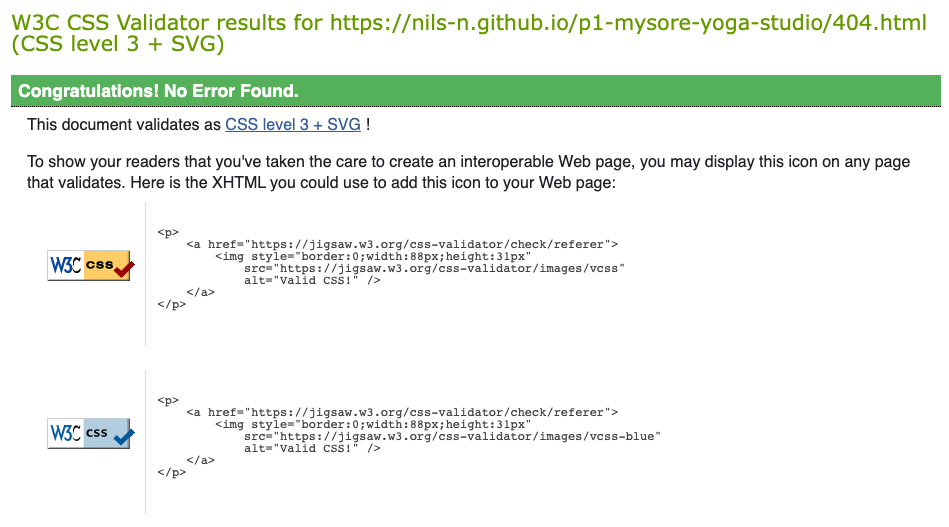 W3C CSS Validator results for https://nils-n.github.io/p1-mysore-yoga-studio/404.html
(CSS level 3 + SVG)
Congratulations! No Error Found.
This document validates as CSS level 3 + SVG !
To show your readers that you've taken the care to create an interoperable Web page, you may display this icon on any page
that validates. Here is the XHTML you could use to add this icon to your Web page:
W3C css
<p>
    <a href="https://jigsaw.w3.org/css-validator/check/referer">
        <img style="border:0;width:88px;height:31px"
            src="https://jigsaw.w3.org/css-validator/images/vcss"
            alt="Valid CSS!" />
    </a>
</p>
W3C css
<p>
    <a href="https://jigsaw.w3.org/css-validator/check/referer">
        <img style="border:0;width:88px;height:31px"
            src="https://jigsaw.w3.org/css-validator/images/vcss-blue"
            alt="Valid CSS!" />
    </a>
</p>